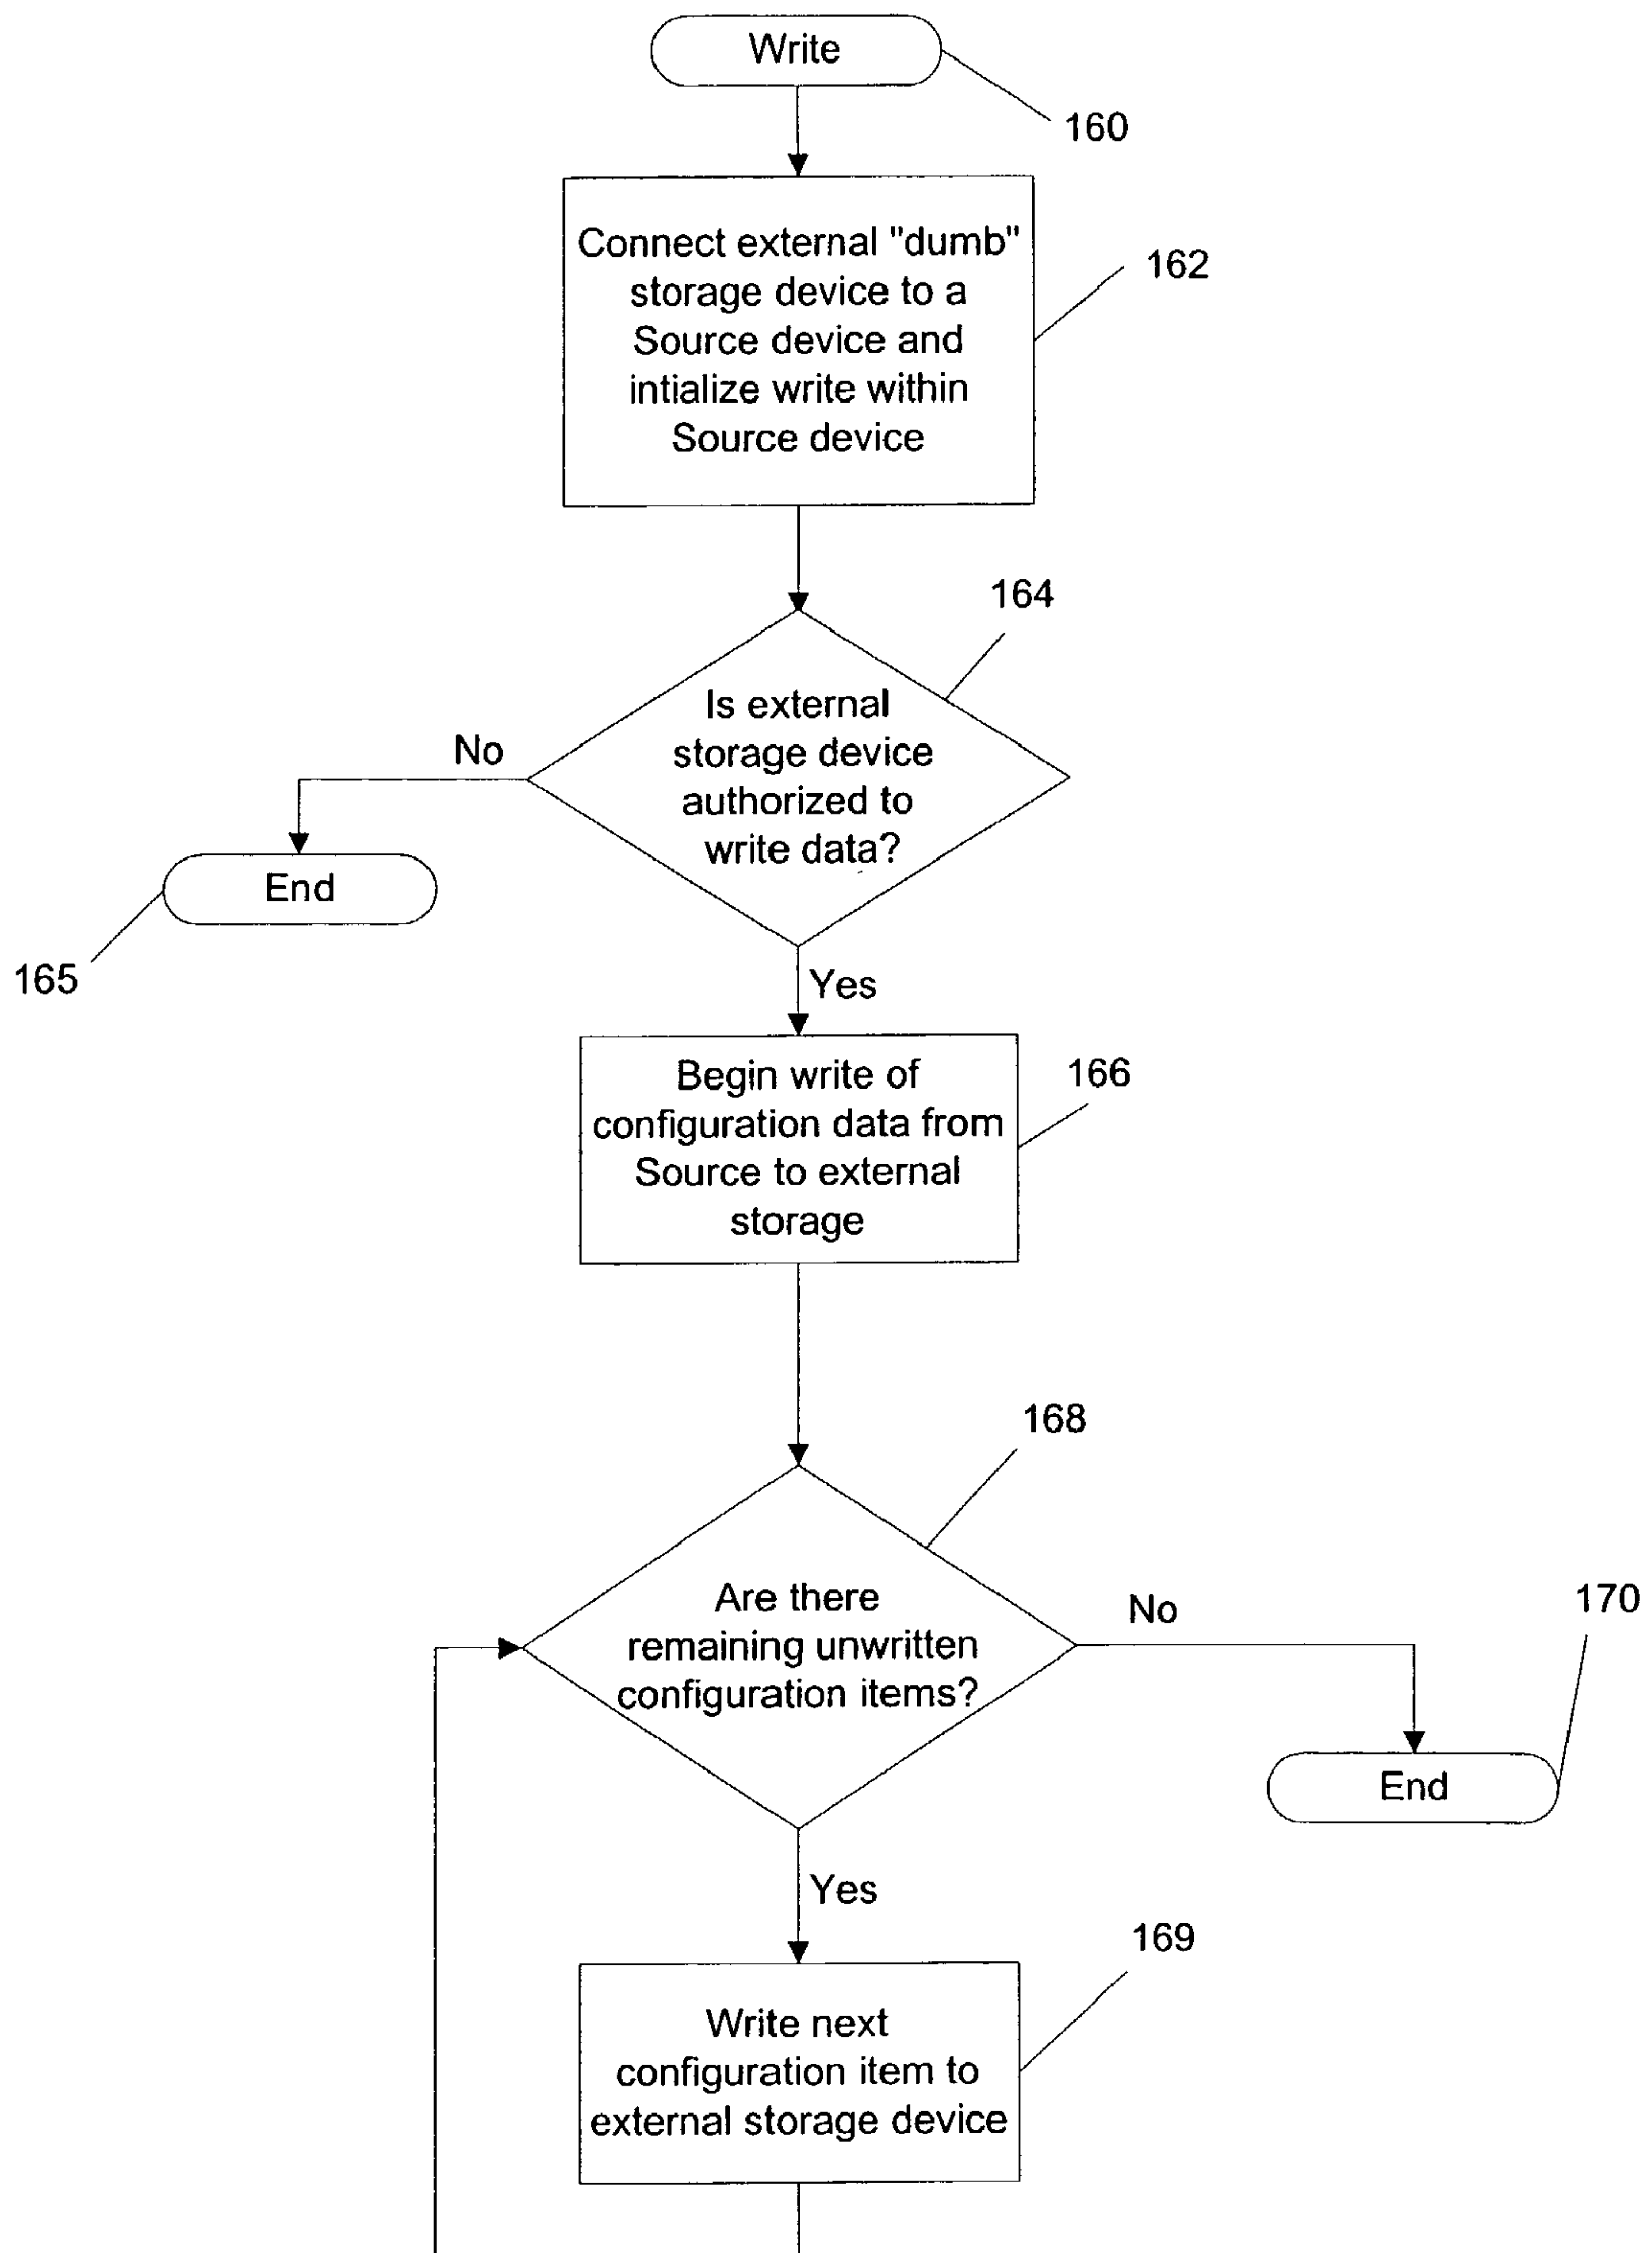 Write
160
Connect external "dumb"
storage device to a
Source device and
intialize write within
Source device
162
164
Is external
storage device
authorized to
write data?
No
End
165
Yes
Begin write of
configuration data from
Source to external
storage
166
168
Are there
remaining unwritten
configuration items?
No
170
End
Yes
169
Write next
configuration item to
external storage device